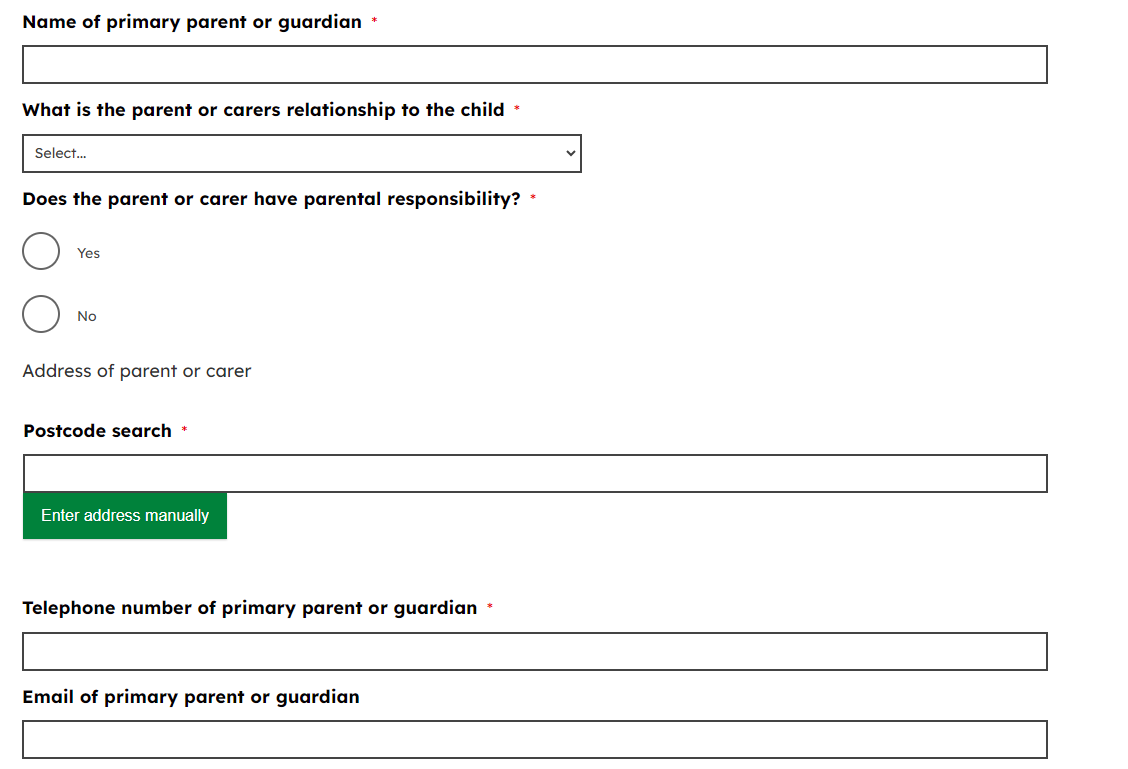 Name of primary parent or guardian *
What is the parent or carers relationship to the child *
Select...
Does the parent or carer have parental responsibility? *
Yes
No
Address of parent or carer
Postcode search *
Enter address manually
Telephone number of primary parent or guardian *
Email of primary parent or guardian